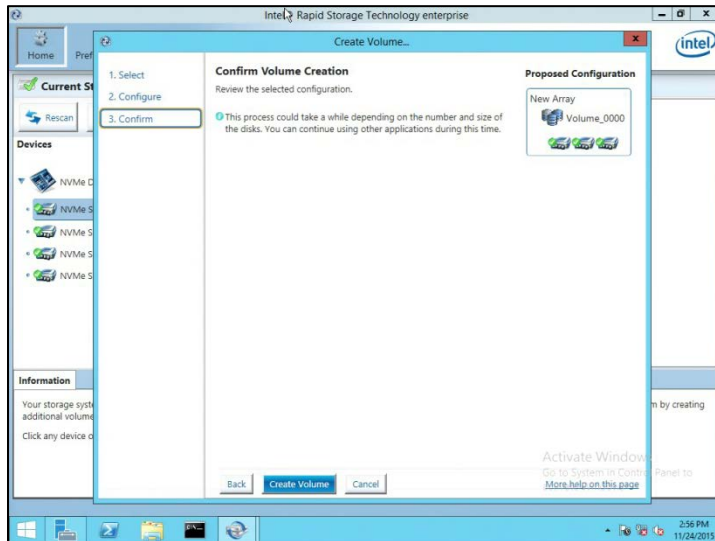 Intel® Rapid Storage Technology enterprise
Home
Pref
intel
Create Volume...
Current St
Rescan
Devices
NVMe D
NVMe S
NVMe S
NVMe S
NVMe S
1. Select
2. Configure
3. Confirm
Confirm Volume Creation
Review the selected configuration.
This process could take a while depending on the number and size of
the disks. You can continue using other applications during this time.
Proposed Configuration
New Array
Volume_0000
Information
Your storage syste
additional volume
Click any device o
m by creating
Activate Window
Go to System in Control Panel to
Back
Create Volume
Cancel
More help on this page
2:56 PM
11/24/2015